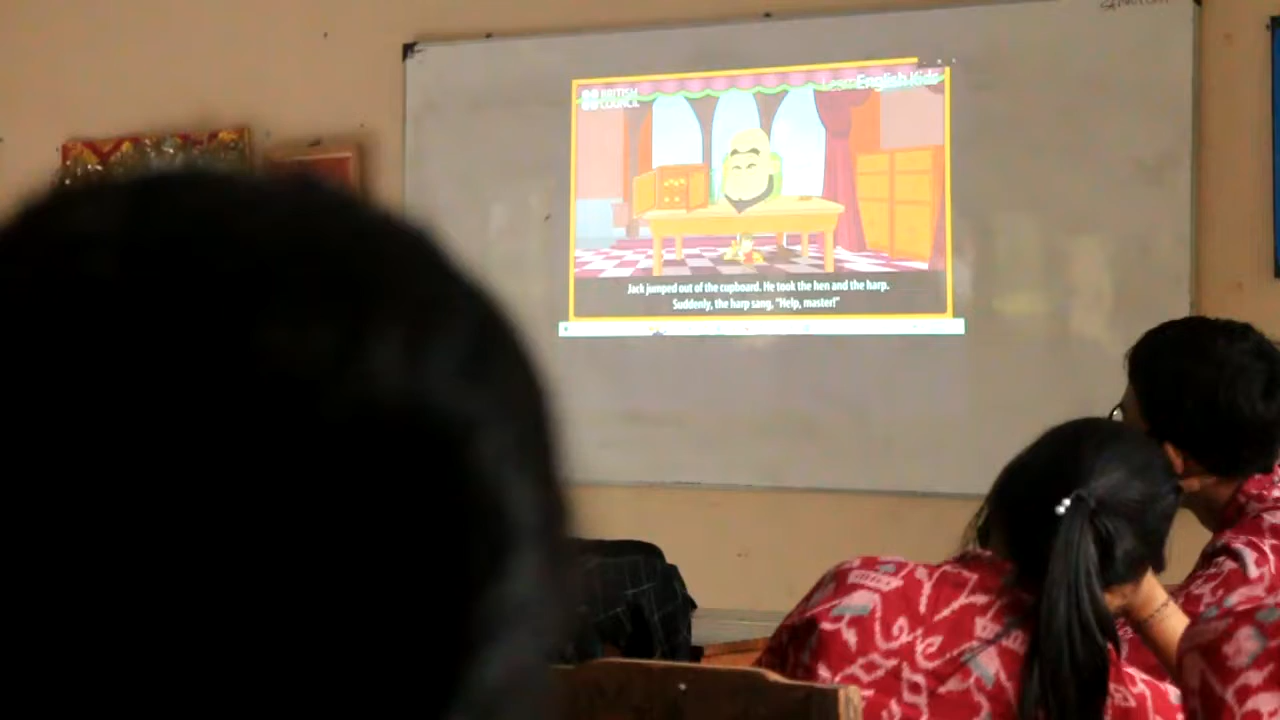 BRITISH
COUNCIL
LearnEnglish Kids
Jack jumped out of the cupboard. He took the hen and the harp.
Suddenly, the harp sang, "Help, master!"